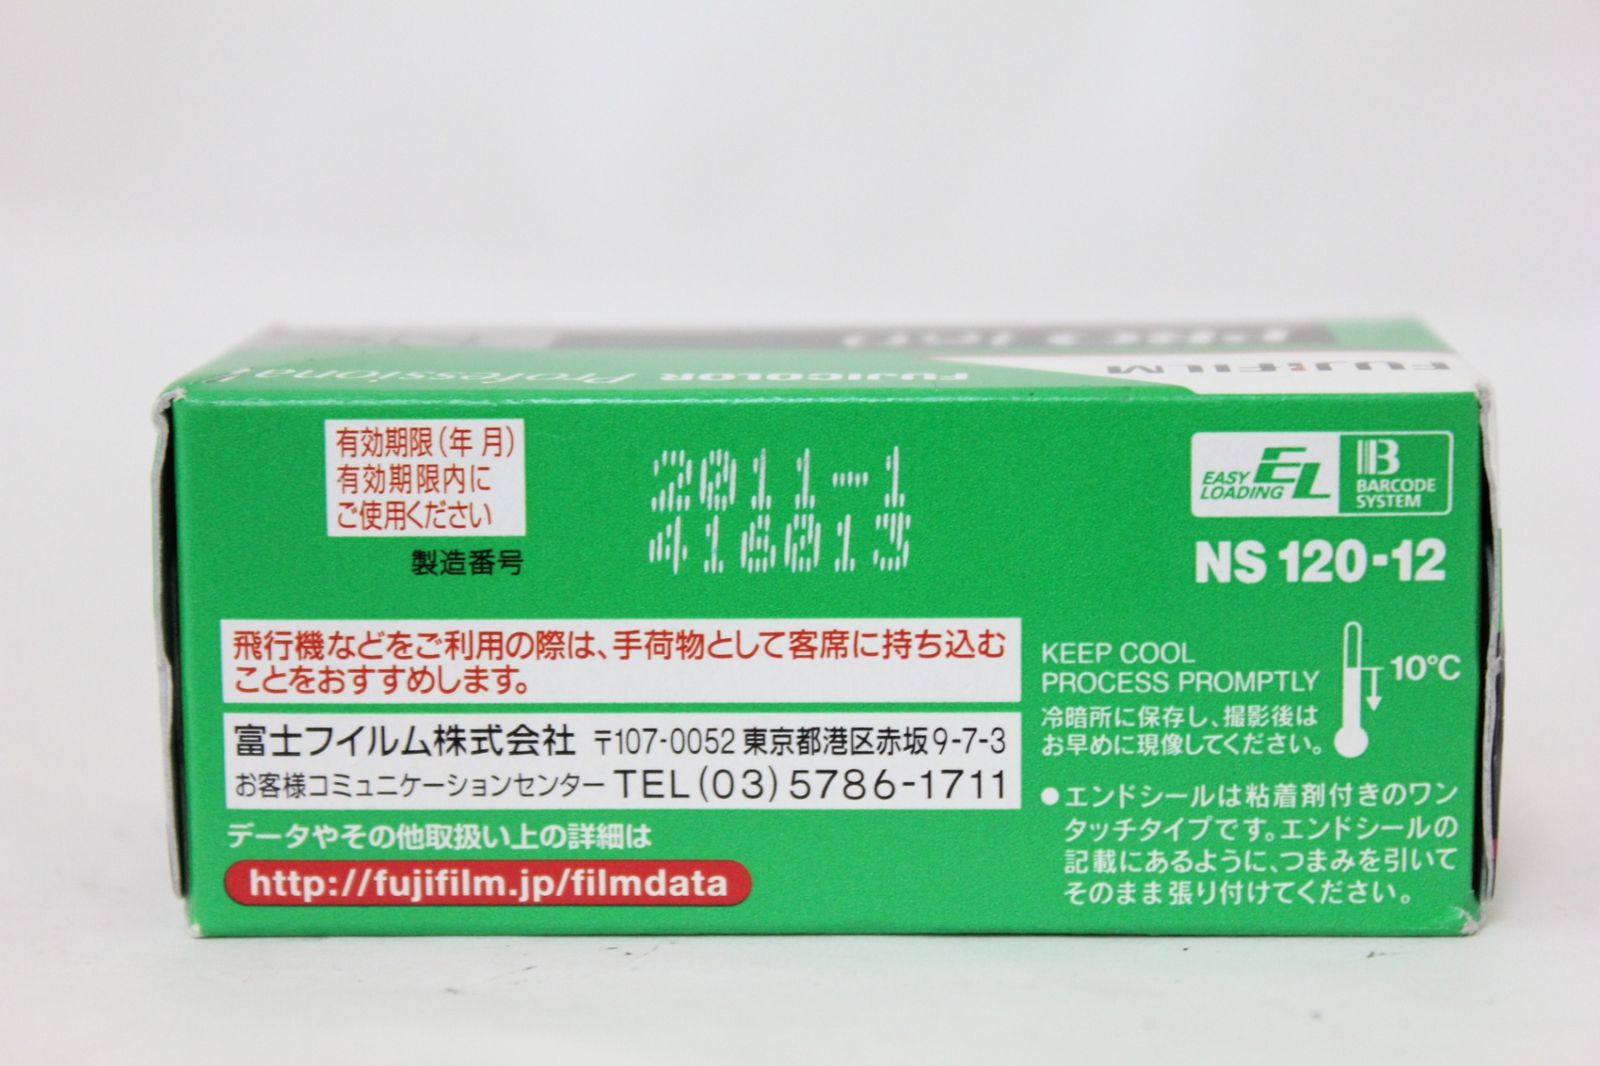 FUJIFILM
FUJICOLOR Professional
有効期限(年 月)
有効期限内に
ご使用ください
製造番号
2011-1
EASY LOADING EL
B BARCODE SYSTEM
NS 120-12
飛行機などをご利用の際は、手荷物として客席に持ち込む
ことをおすすめします。
富士フイルム株式会社 〒107-0052 東京都港区赤坂9-7-3
お客様コミュニケーションセンター TEL(03)5786-1711
データやその他取扱い上の詳細は
http://fujifilm.jp/filmdata
KEEP COOL
PROCESS PROMPTLY
10℃
冷暗所に保存し、撮影後は
お早めに現像してください。
●エンドシールは粘着剤付きのワン
タッチタイプです。エンドシールの
記載にあるように、つまみを引いて
そのまま張り付けてください。